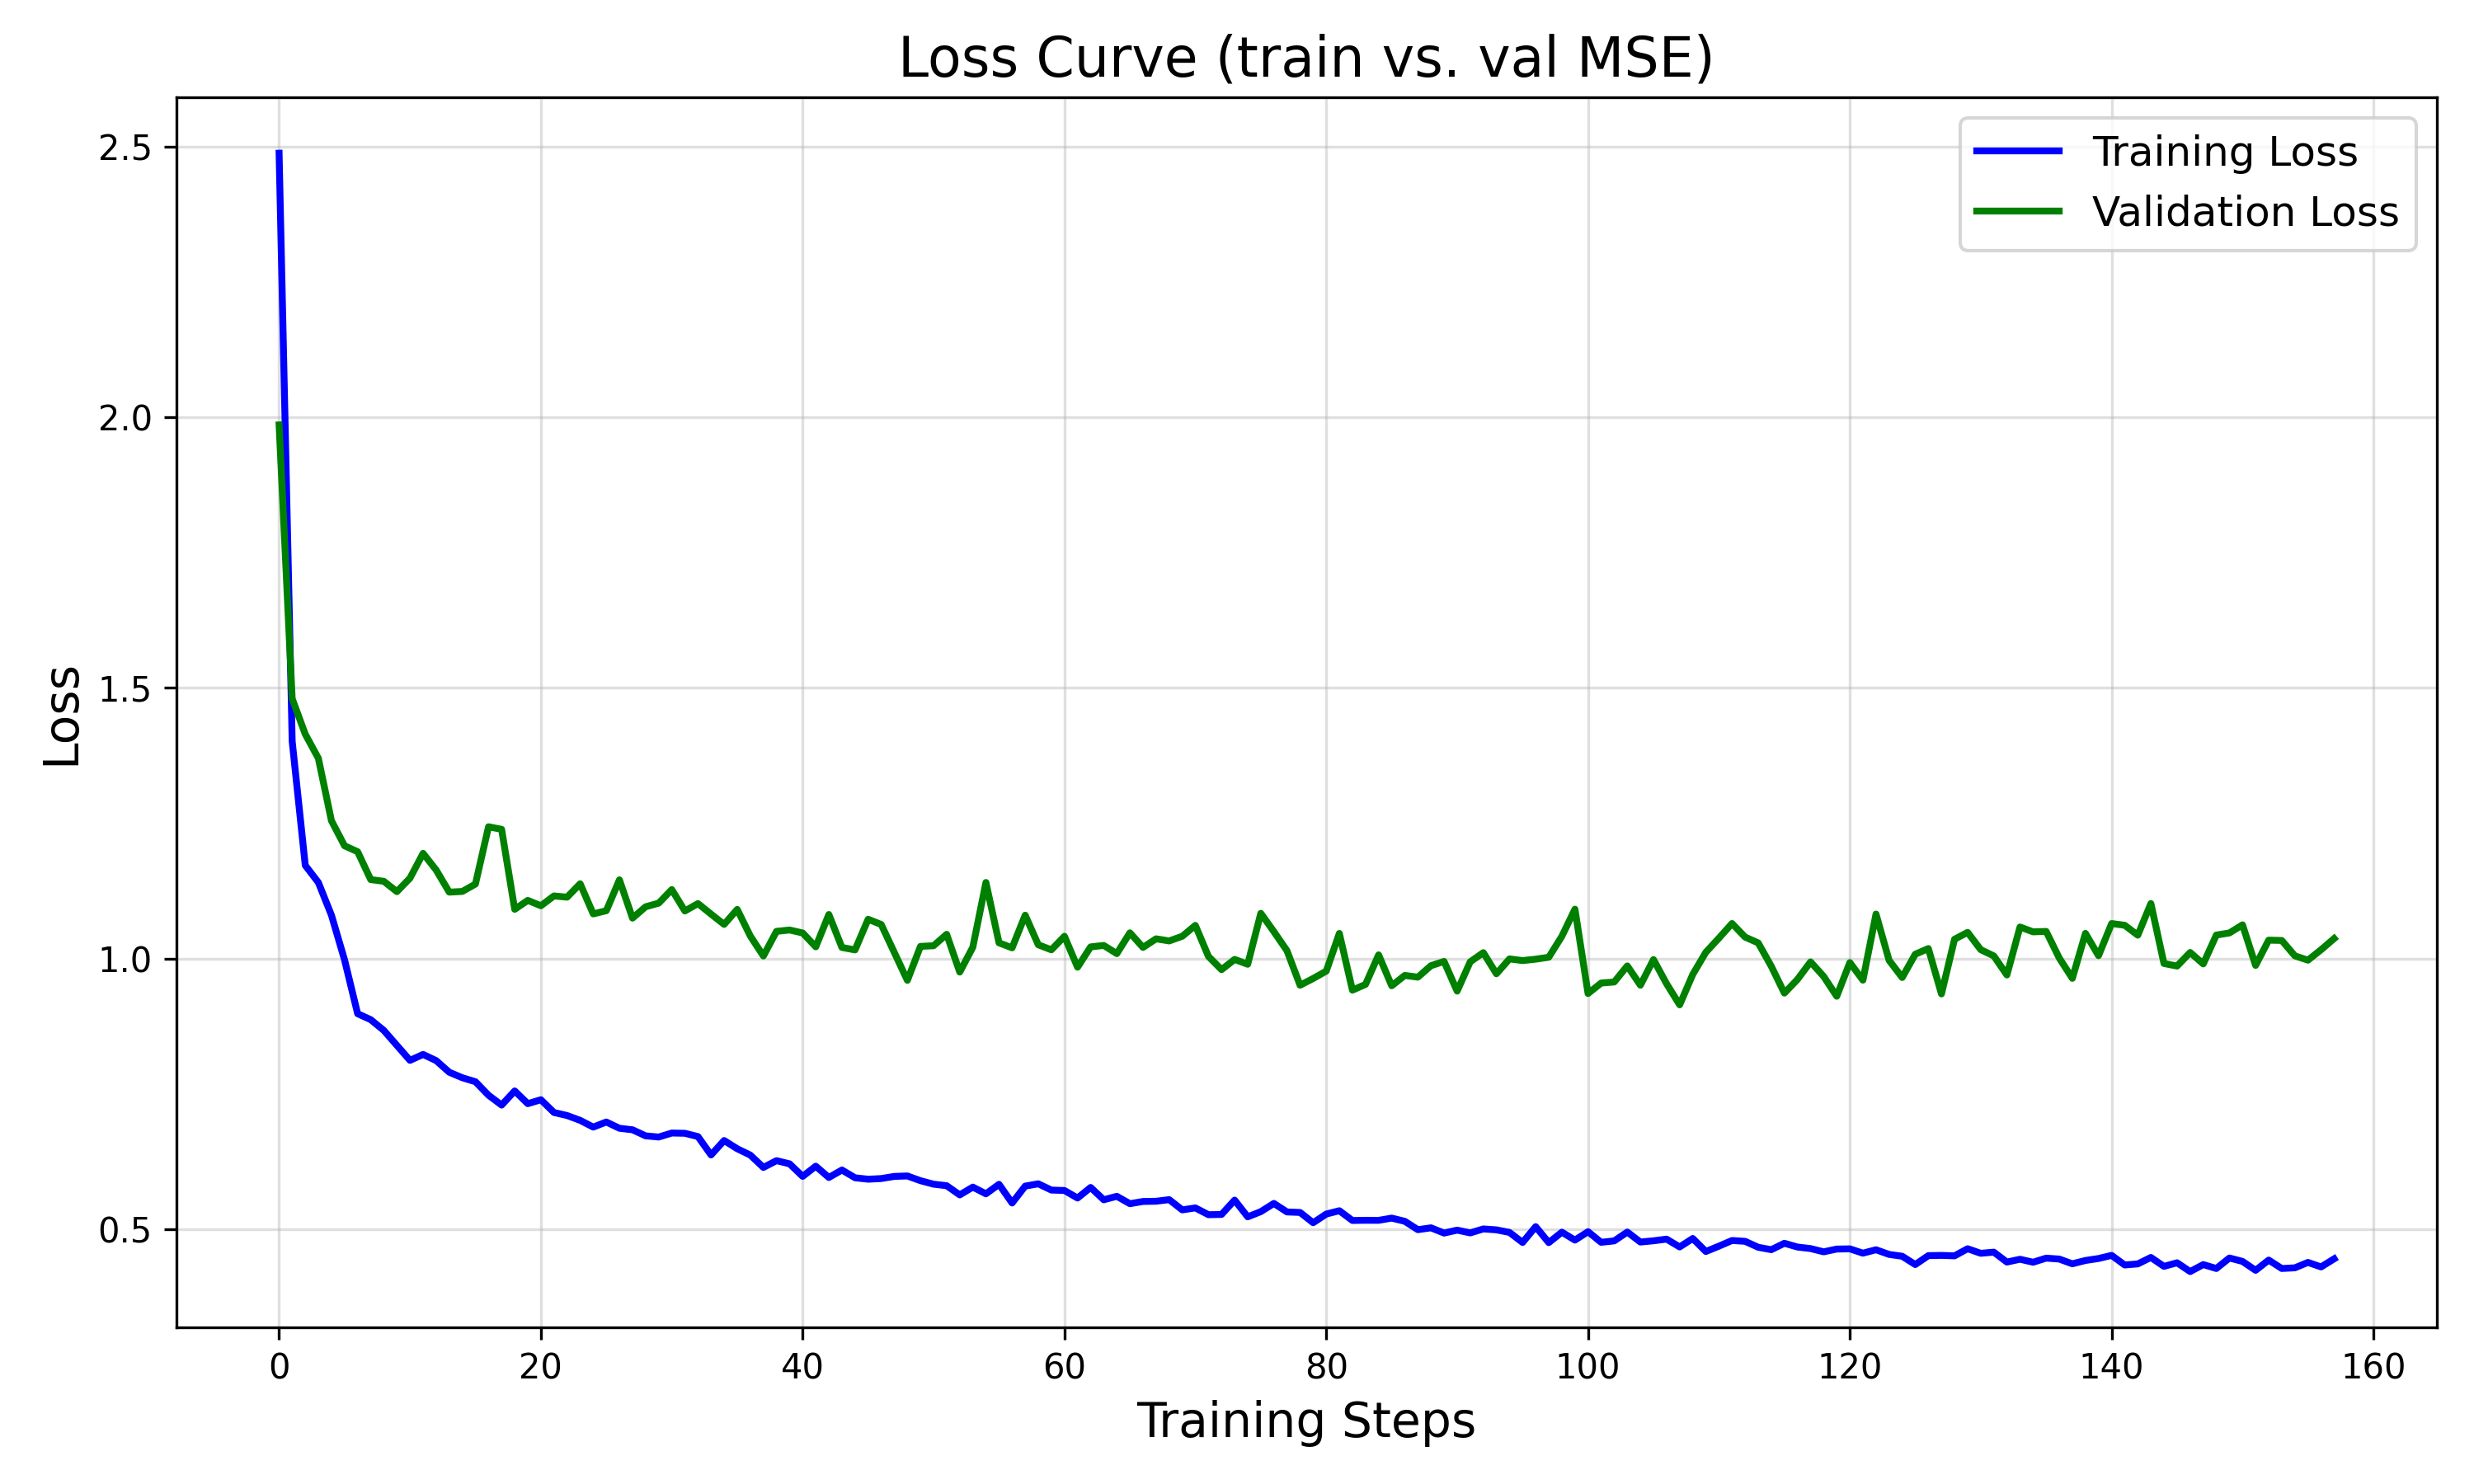 Loss Curve (train vs. val MSE)
Training Loss
Validation Loss
2.5
2.0
1.5
1.0
0.5
Loss
0 20 40 60 80 100 120 140 160
Training Steps